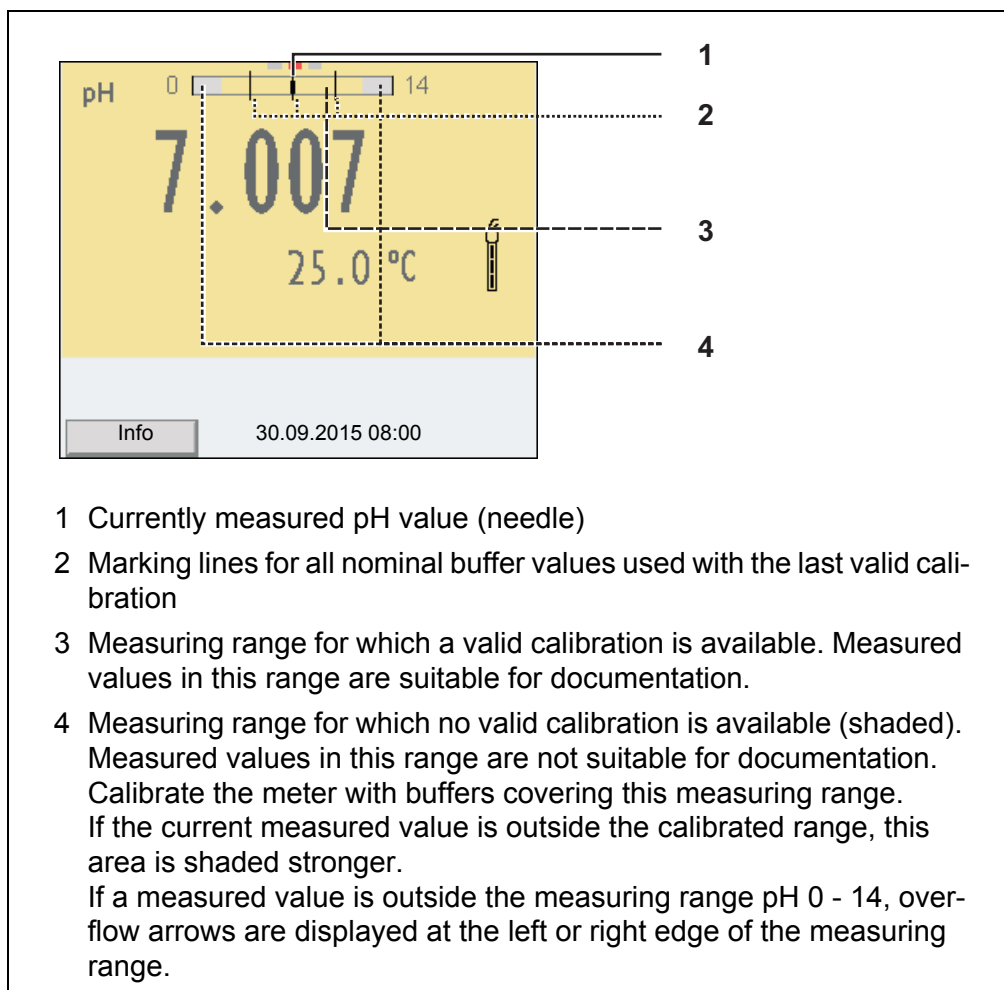 1
pH 0 14
2
7.007
3
25.0 °C
4
Info 30.09.2015 08:00
1 Currently measured pH value (needle)
2 Marking lines for all nominal buffer values used with the last valid cali-
bration
3 Measuring range for which a valid calibration is available. Measured
values in this range are suitable for documentation.
4 Measuring range for which no valid calibration is available (shaded).
Measured values in this range are not suitable for documentation.
Calibrate the meter with buffers covering this measuring range.
If the current measured value is outside the calibrated range, this
area is shaded stronger.
If a measured value is outside the measuring range pH 0 - 14, over-
flow arrows are displayed at the left or right edge of the measuring
range.